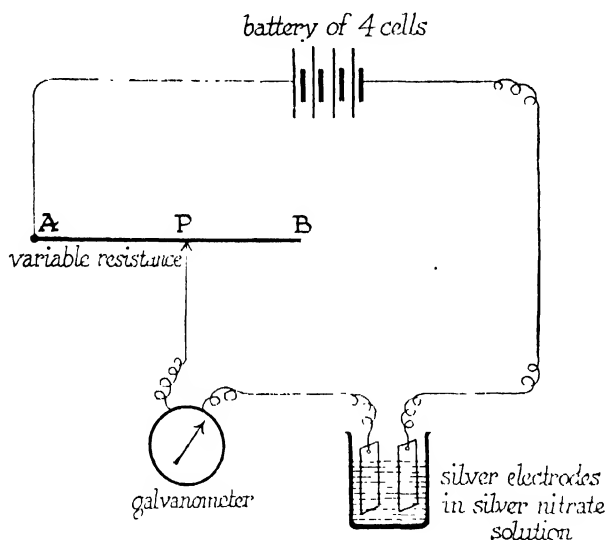 battery of 4 cells
A P B
variable resistance
galvanometer
silver electrodes
in silver nitrate
solution